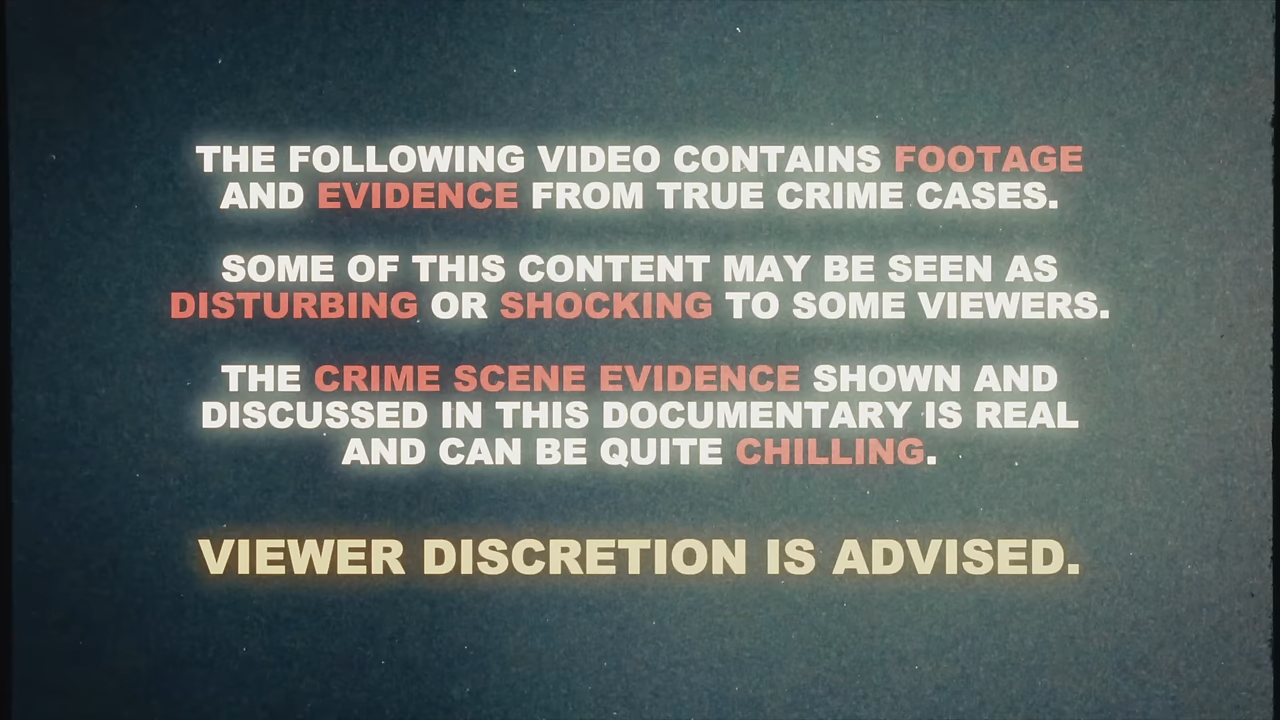 THE FOLLOWING VIDEO CONTAINS FOOTAGE
AND EVIDENCE FROM TRUE CRIME CASES.
SOME OF THIS CONTENT MAY BE SEEN AS
DISTURBING OR SHOCKING TO SOME VIEWERS.
THE CRIME SCENE EVIDENCE SHOWN AND
DISCUSSED IN THIS DOCUMENTARY IS REAL
AND CAN BE QUITE CHILLING.
VIEWER DISCRETION IS ADVISED.